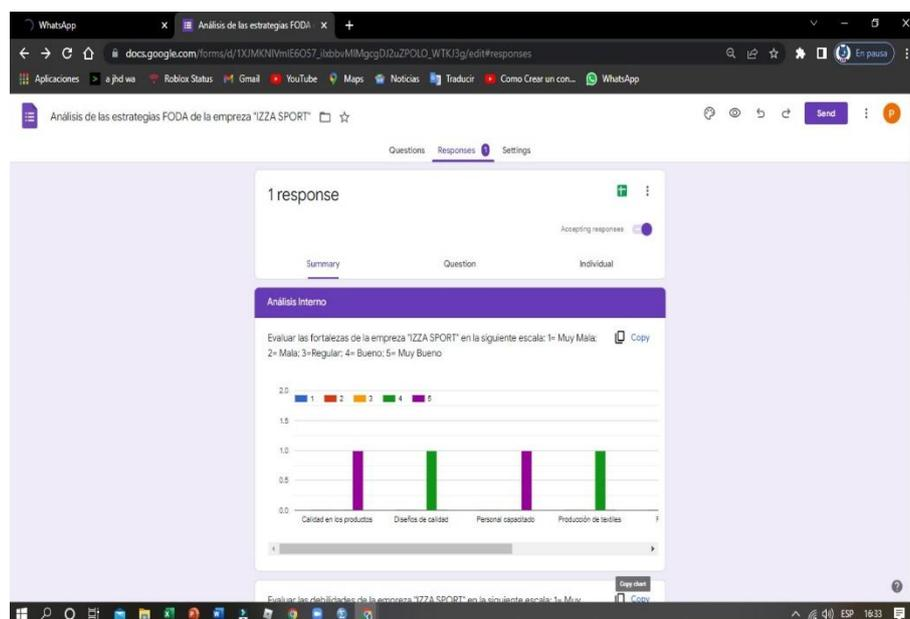 WhatsApp
Análisis de las estrategias FODA
docs.google.com/forms/d/1XJMKNIVmIE6O57_ilxbbvMIMgcgDJ2uZPOLO_WTKJ3g/edit#responses
En pausa
Aplicaciones a jhd wa Roblox Status Gmail YouTube Maps Noticias Traducir Como Crear un con... WhatsApp
Análisis de las estrategias FODA de la empreza "IZZA SPORT"
Send
P
Questions Responses 1 Settings
1 response
Accepting responses
Summary Question Individual
Análisis Interno
Evaluar las fortalezas de la empresa "IZZA SPORT" en la siguiente escala: 1= Muy Mala;
2= Mala; 3=Regular; 4= Bueno; 5= Muy Bueno
Copy
2.0
1 2 3 4 5
1.5
1.0
0.5
0.0
Calidad en los productos Diseños de calidad Personal capacitado Producción de textiles
Copy chart
Evaluar las debilidades de la empresa "IZZA SPORT" en la siguiente escala: 1= Muy
Copy
ESP 16:33